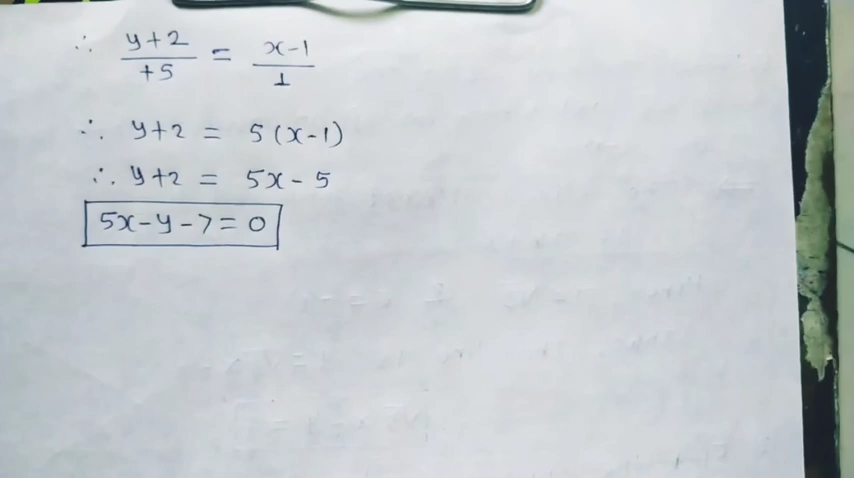 ∴ y+2/+5 = x-1/1
∴ y+2 = 5(x-1)
∴ y+2 = 5x-5
5x-y-7=0